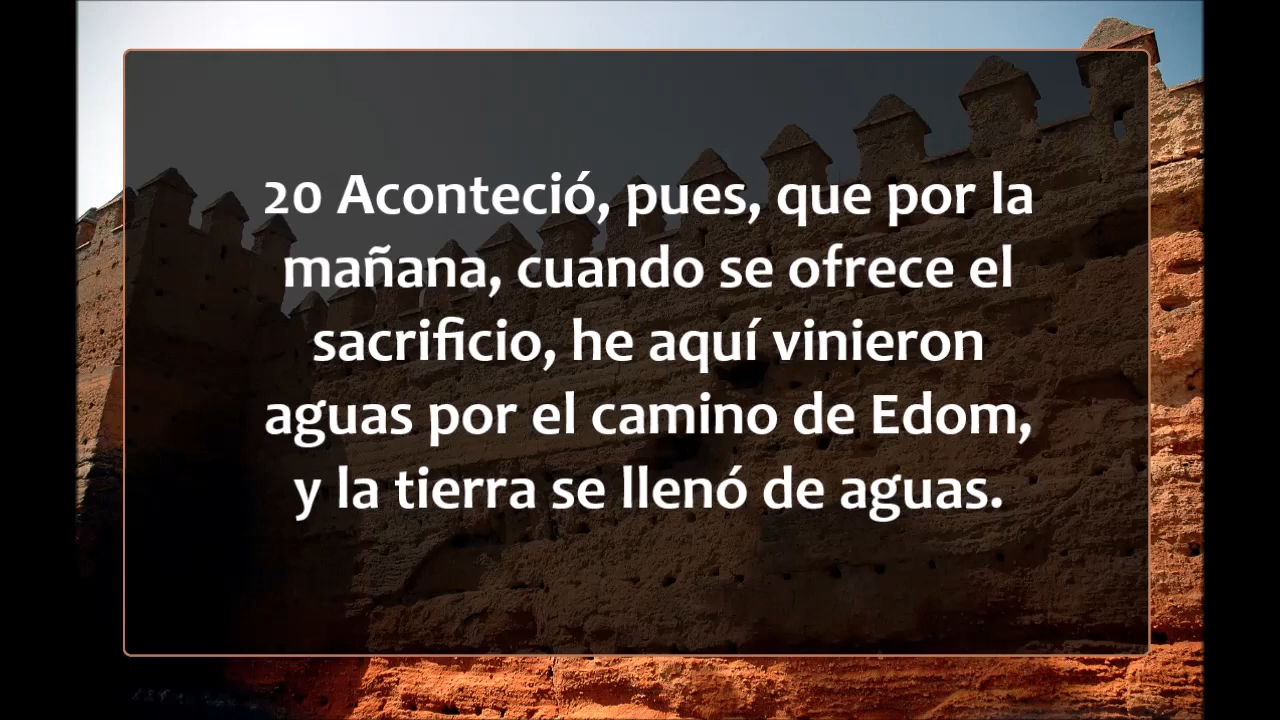 20 Aconteció, pues, que por la
mañana, cuando se ofrece el
sacrificio, he aquí vinieron
aguas por el camino de Edom,
y la tierra se llenó de aguas.